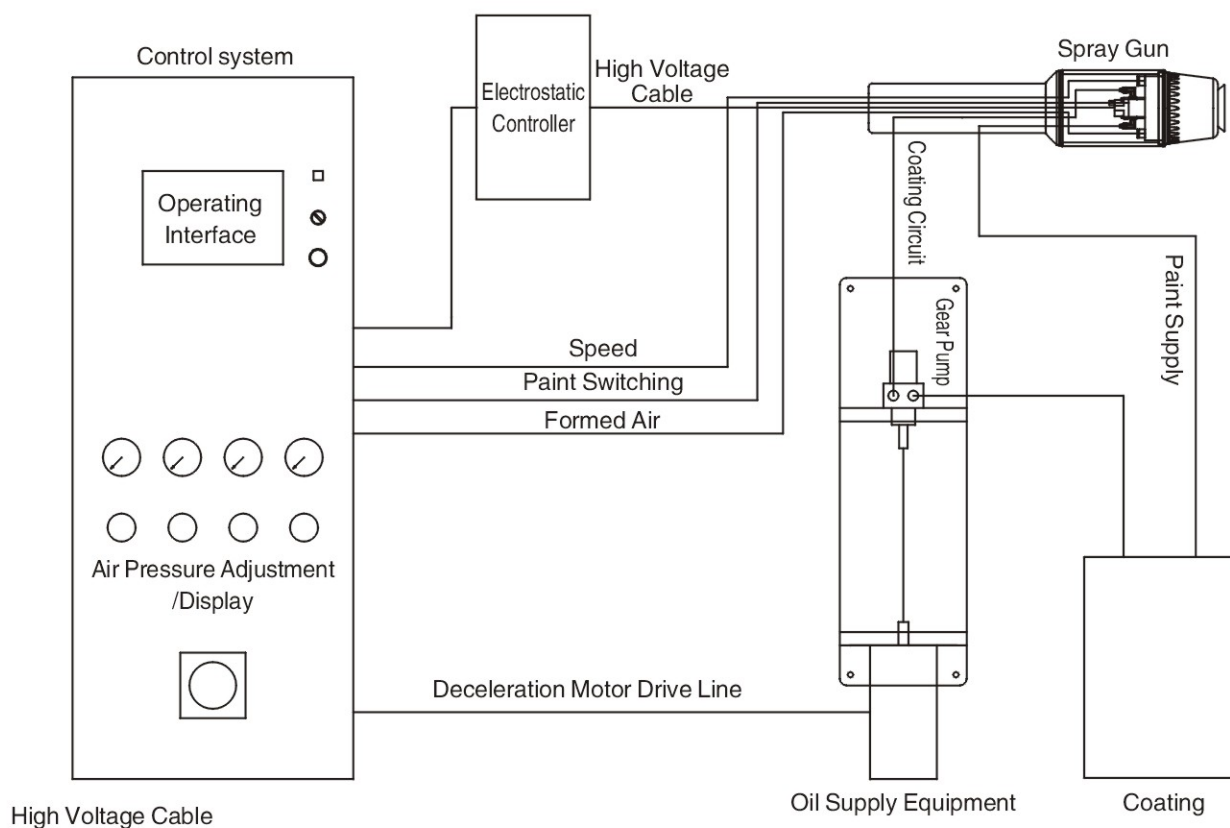 Control system
Electrostatic
Controller
High Voltage
Cable
Spray Gun
Operating
Interface
Coating Circuit
Paint Supply
Gear Pump
Speed
Paint Switching
Formed Air
Air Pressure Adjustment
/Display
Deceleration Motor Drive Line
Oil Supply Equipment
Coating
High Voltage Cable